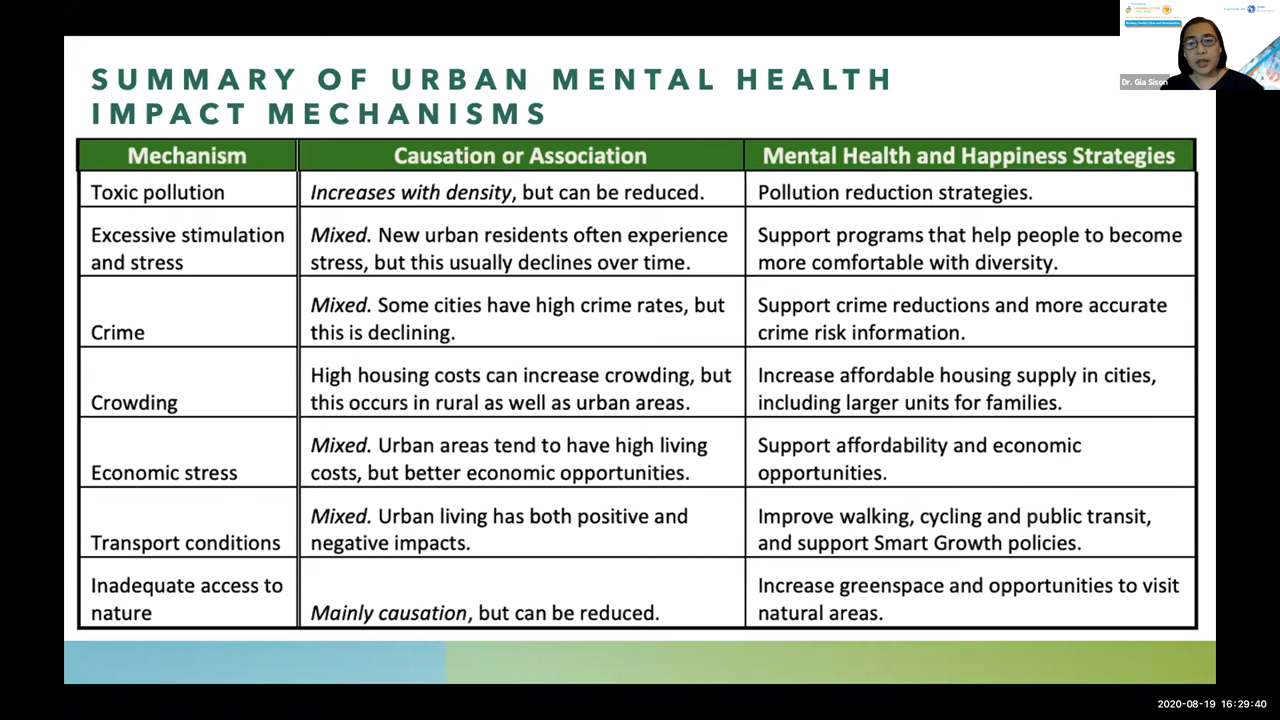 SUMMARY OF URBAN MENTAL HEALTH
IMPACT MECHANISMS
Mechanism
Causation or Association
Mental Health and Happiness Strategies
Toxic pollution
Increases with density, but can be reduced.
Pollution reduction strategies.
Excessive stimulation
and stress
Mixed. New urban residents often experience
stress, but this usually declines over time.
Support programs that help people to become
more comfortable with diversity.
Crime
Mixed. Some cities have high crime rates, but
this is declining.
Support crime reductions and more accurate
crime risk information.
Crowding
High housing costs can increase crowding, but
this occurs in rural as well as urban areas.
Increase affordable housing supply in cities,
including larger units for families.
Economic stress
Mixed. Urban areas tend to have high living
costs, but better economic opportunities.
Support affordability and economic
opportunities.
Transport conditions
Mixed. Urban living has both positive and
negative impacts.
Improve walking, cycling and public transit,
and support Smart Growth policies.
Inadequate access to
nature
Mainly causation, but can be reduced.
Increase greenspace and opportunities to visit
natural areas.
Dr. Gia Sison
2020-08-19 16:29:40